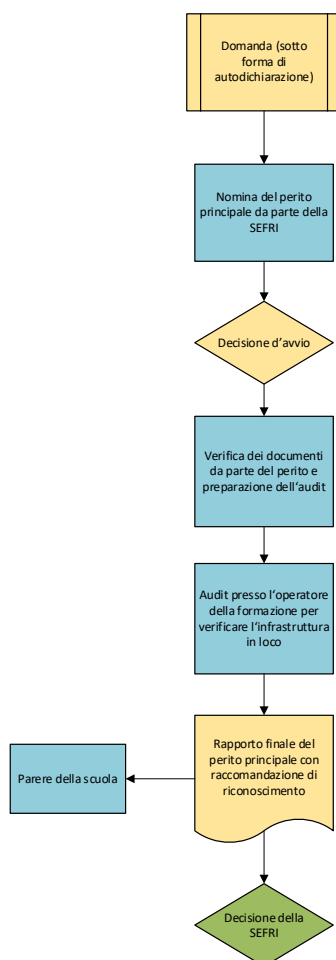 Domanda (sotto
forma di
autodichiarazione)
Nomina del perito
principale da parte della
SEFRI
Decisione d’avvio
Verifica dei documenti
da parte del perito e
preparazione dell‘audit
Audit presso l’operatore
della formazione per
verificare l‘infrastruttura
in loco
Rapporto finale del
perito principale con
raccomandazione di
riconoscimento
Parere della scuola
Decisione della
SEFRI